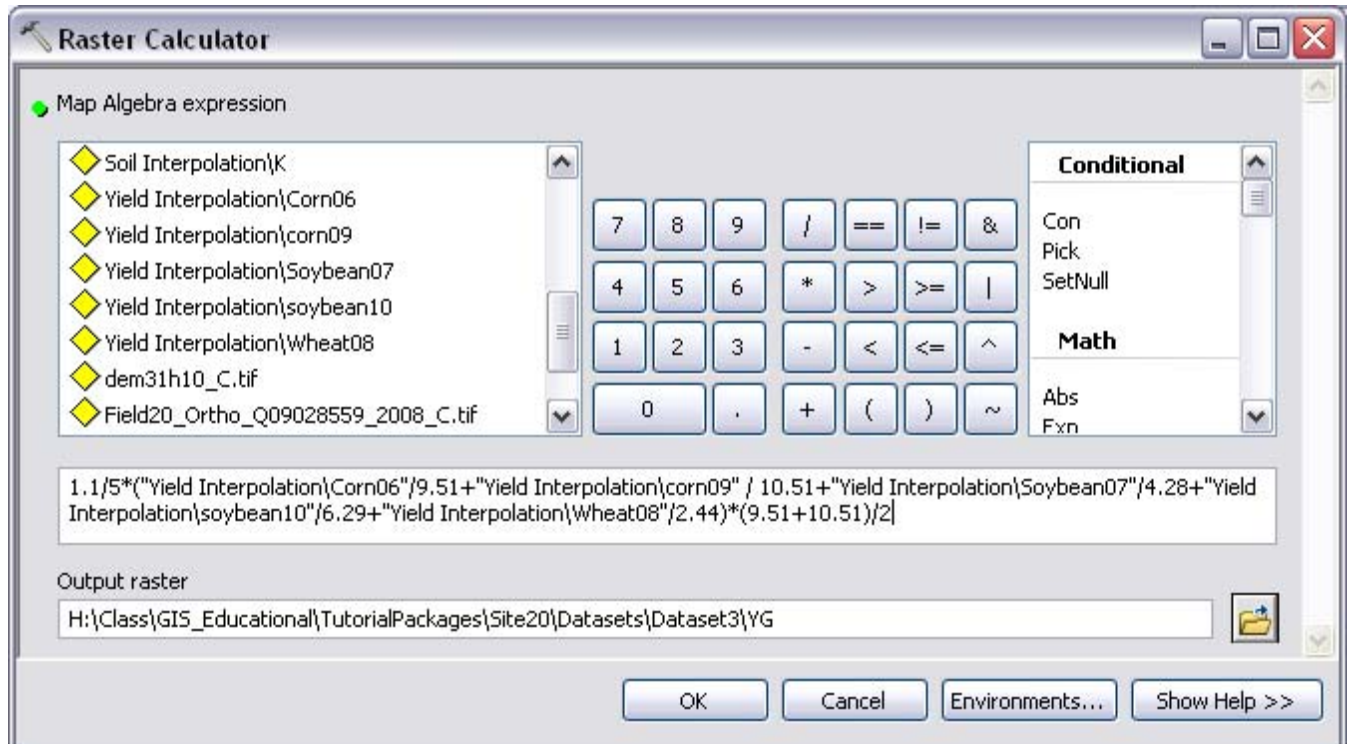 Raster Calculator
Map Algebra expression
Soil Interpolation\K
Yield Interpolation\Corn06
Yield Interpolation\corn09
Yield Interpolation\Soybean07
Yield Interpolation\soybean10
Yield Interpolation\Wheat08
dem31h10_C.tif
Field20_Ortho_Q09028559_2008_C.tif
7 8 9 / == != &
4 5 6 * > >= |
1 2 3 - < <= ^
0 . + ( ) ~
Conditional
Con
Pick
SetNull
Math
Abs
Exp
1.1/5*("Yield Interpolation\Corn06"/9.51+"Yield Interpolation\corn09" / 10.51+"Yield Interpolation\Soybean07"/4.28+"Yield
Interpolation\soybean10"/6.29+"Yield Interpolation\Wheat08"/2.44)*(9.51+10.51)/2
Output raster
H:\Class\GIS_Educational\TutorialPackages\Site20\Datasets\Dataset3\YG
OK Cancel Environments... Show Help >>